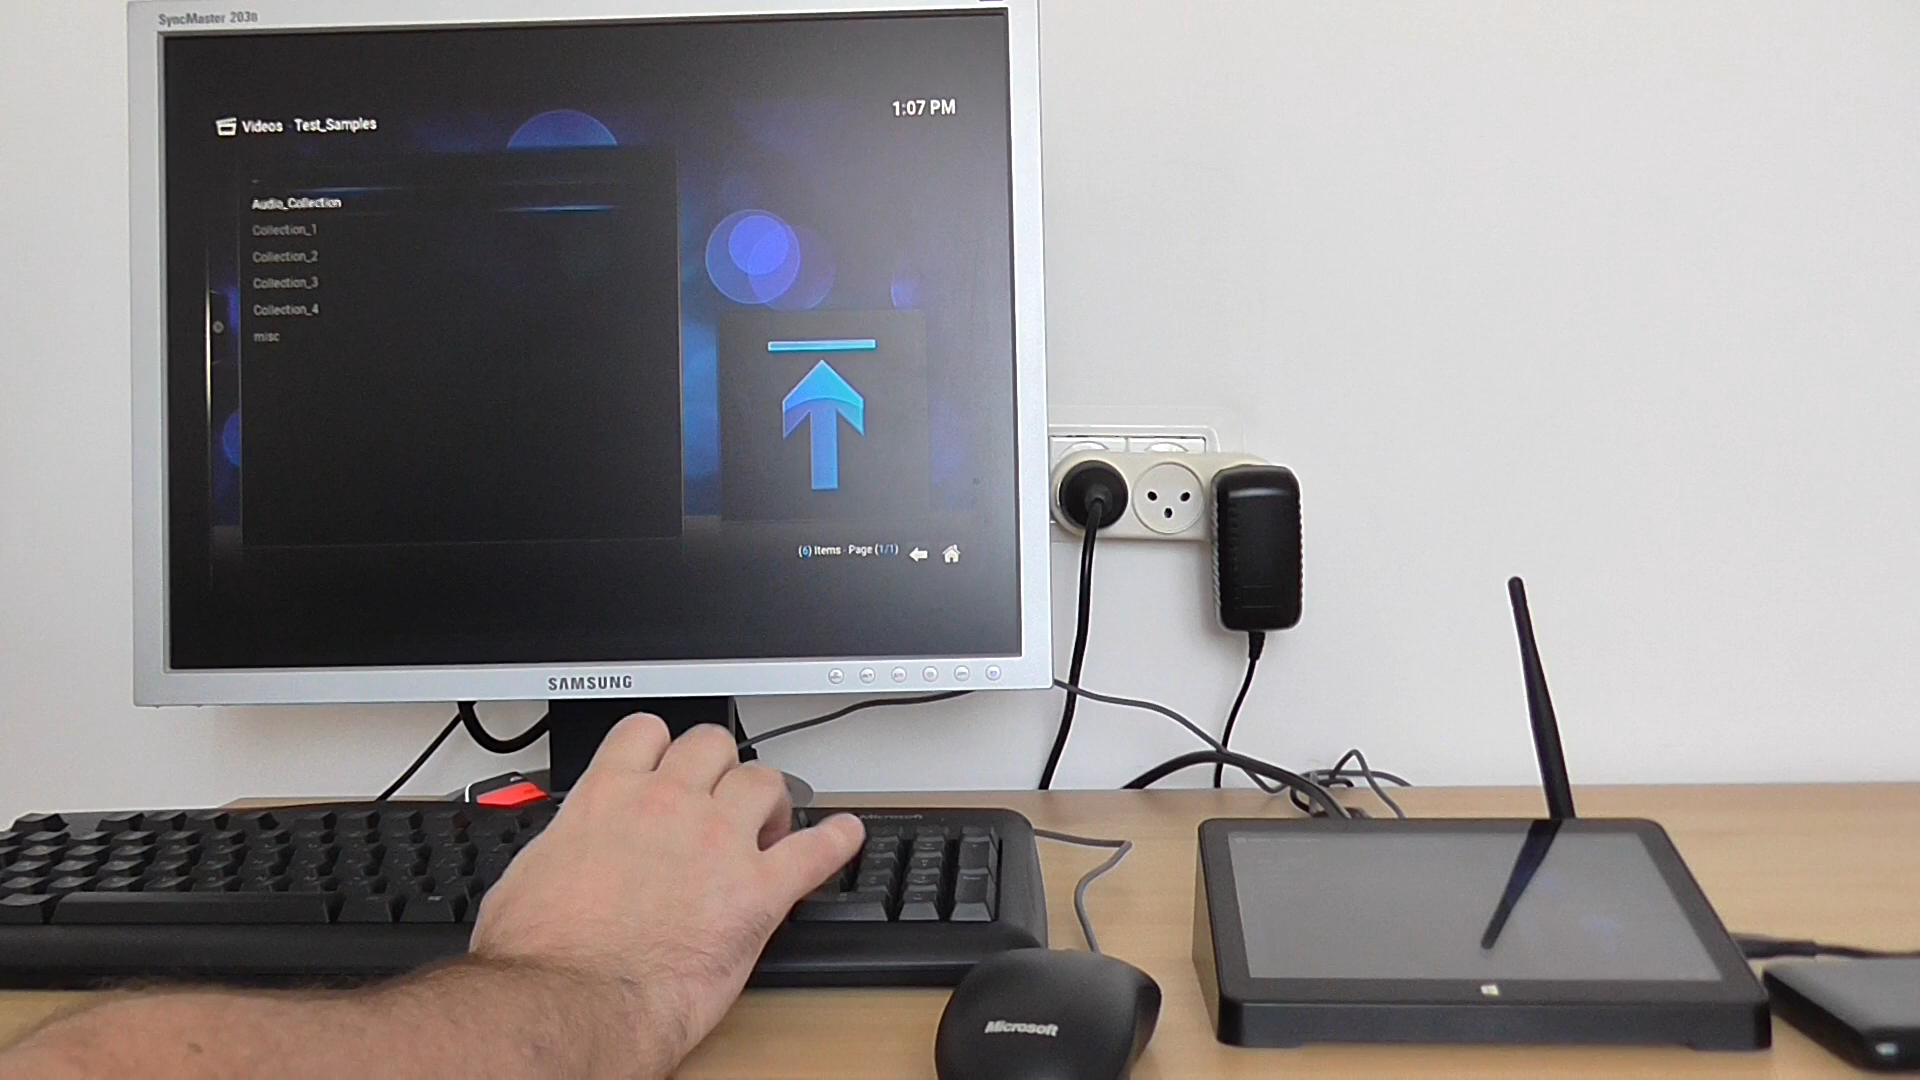 SyncMaster 203B
1:07 PM
Videos · Test_Samples
Audio_Collection
Collection_1
Collection_2
Collection_3
Collection_4
misc
(6) Items · Page (1/1)
SAMSUNG
Microsoft
Microsoft